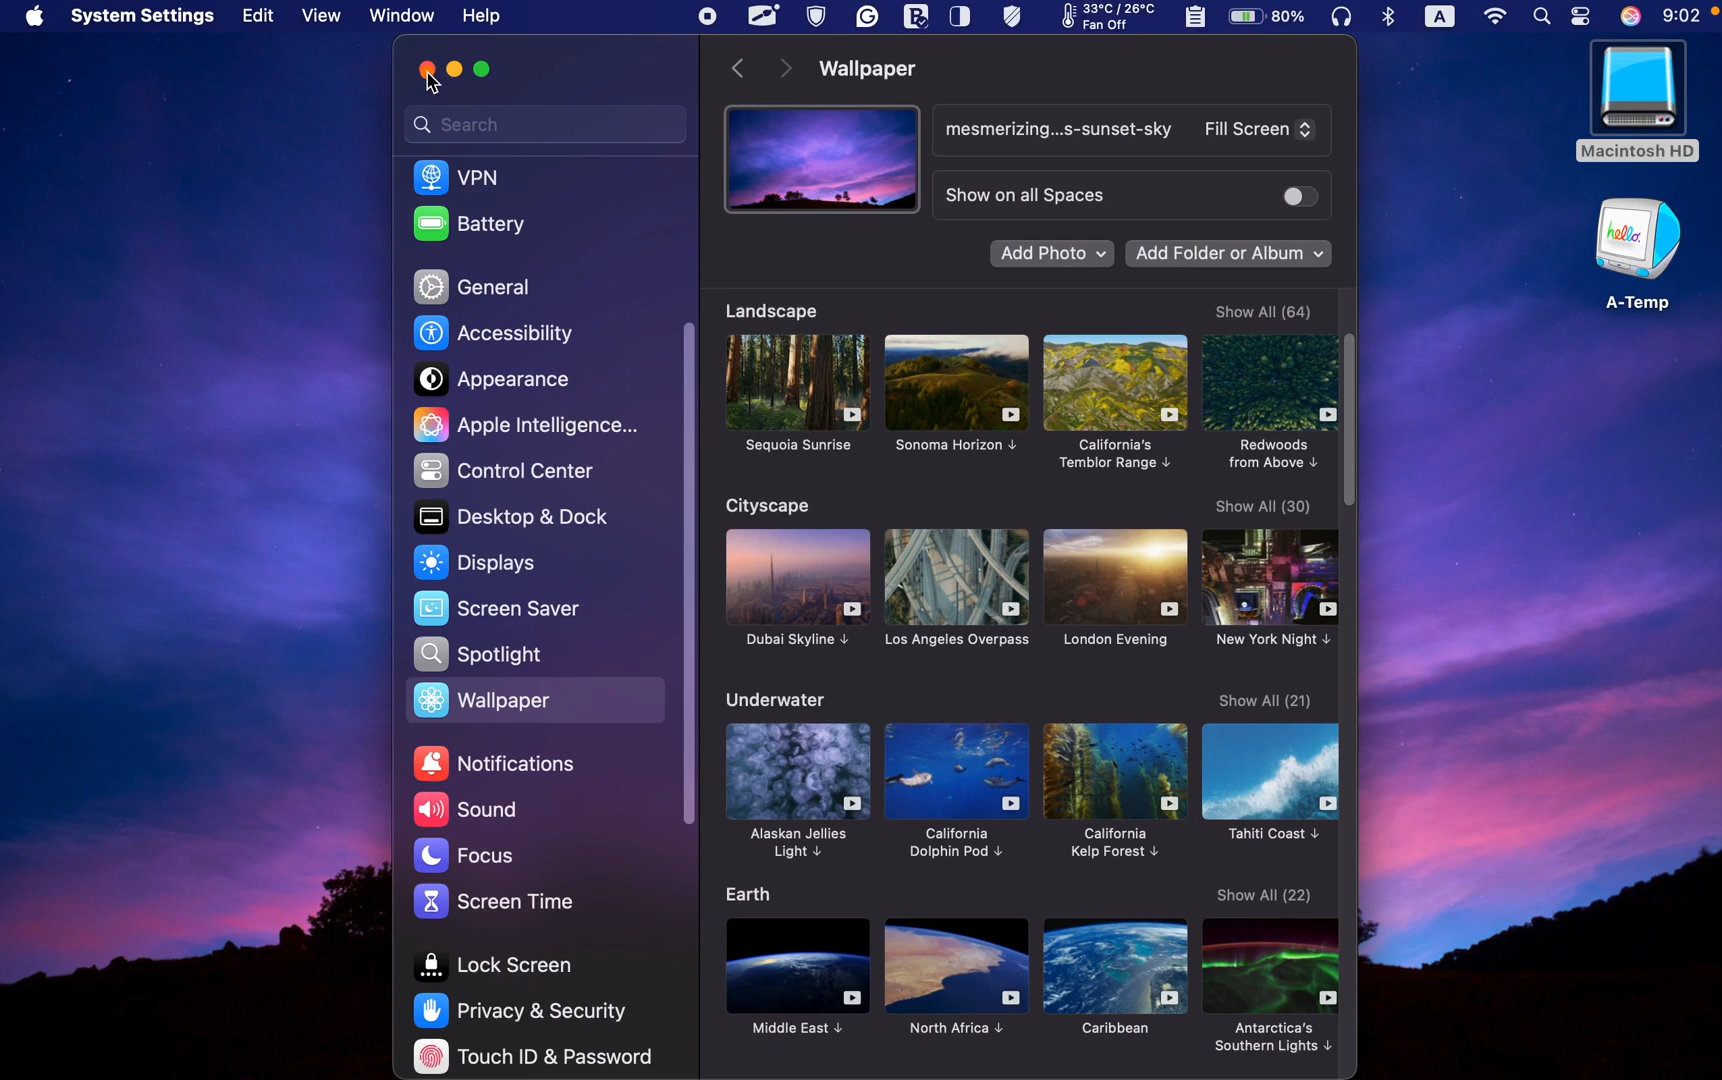 System Settings Edit View Window Help
33°C / 26°C
Fan Off
80%
A
9:02
Search
VPN
Battery
General
Accessibility
Appearance
Apple Intelligence...
Control Center
Desktop & Dock
Displays
Screen Saver
Spotlight
Wallpaper
Notifications
Sound
Focus
Screen Time
Lock Screen
Privacy & Security
Touch ID & Password
Wallpaper
mesmerizing...s-sunset-sky Fill Screen
Show on all Spaces
Add Photo Add Folder or Album
Landscape Show All (64)
Sequoia Sunrise
Sonoma Horizon ↓
California's
Temblor Range ↓
Redwoods
from Above ↓
Cityscape Show All (30)
Dubai Skyline ↓
Los Angeles Overpass
London Evening
New York Night ↓
Underwater Show All (21)
Alaskan Jellies
Light ↓
California
Dolphin Pod ↓
California
Kelp Forest ↓
Tahiti Coast ↓
Earth Show All (22)
Middle East ↓
North Africa ↓
Caribbean
Antarctica's
Southern Lights ↓
Macintosh HD
hello.
A-Temp